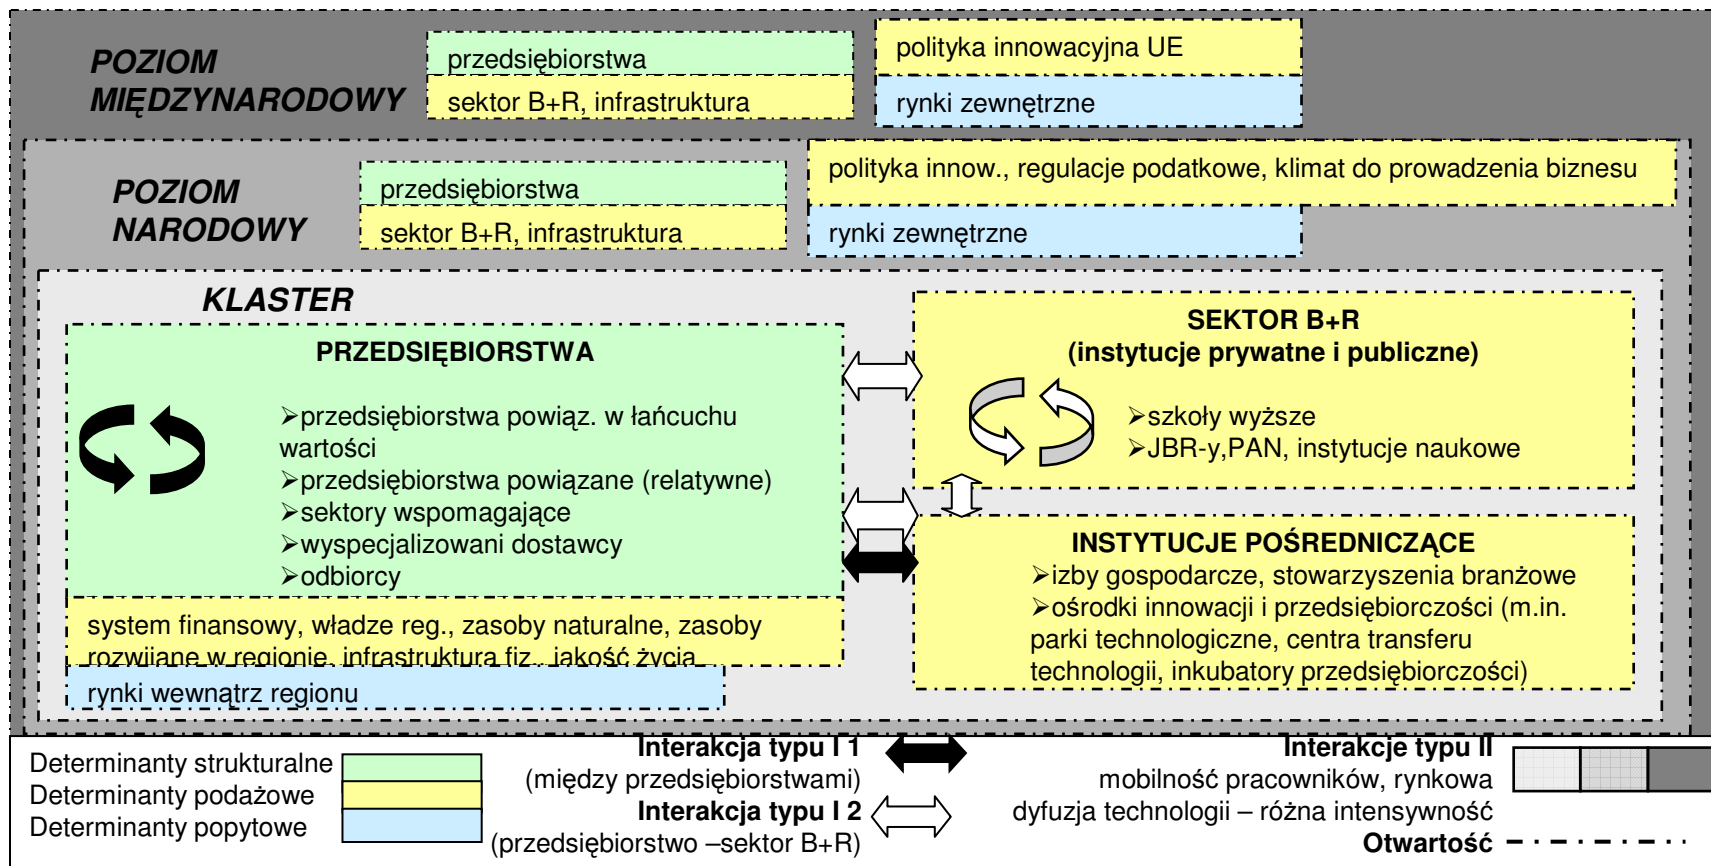 POZIOM
MIĘDZYNARODOWY
przedsiębiorstwa
sektor B+R, infrastruktura
polityka innowacyjna UE
rynki zewnętrzne
POZIOM
NARODOWY
przedsiębiorstwa
sektor B+R, infrastruktura
polityka innow., regulacje podatkowe, klimat do prowadzenia biznesu
rynki zewnętrzne
KLASTER
PRZEDSIĘBIORSTWA
➢przedsiębiorstwa powiąz. w łańcuchu
wartości
➢przedsiębiorstwa powiązane (relatywne)
➢sektory wspomagające
➢wyspecjalizowani dostawcy
➢odbiorcy
system finansowy, władze reg., zasoby naturalne, zasoby
rozwijane w regionie, infrastruktura fiz., jakość życia
rynki wewnątrz regionu
SEKTOR B+R
(instytucje prywatne i publiczne)
➢szkoły wyższe
➢JBR-y,PAN, instytucje naukowe
INSTYTUCJE POŚREDNICZĄCE
➢izby gospodarcze, stowarzyszenia branżowe
➢ośrodki innowacji i przedsiębiorczości (m.in.
parki technologiczne, centra transferu
technologii, inkubatory przedsiębiorczości)
Determinanty strukturalne
Determinanty podażowe
Determinanty popytowe
Interakcja typu I 1
(między przedsiębiorstwami)
Interakcja typu I 2
(przedsiębiorstwo –sektor B+R)
Interakcje typu II
mobilność pracowników, rynkowa
dyfuzja technologii – różna intensywność
Otwartość